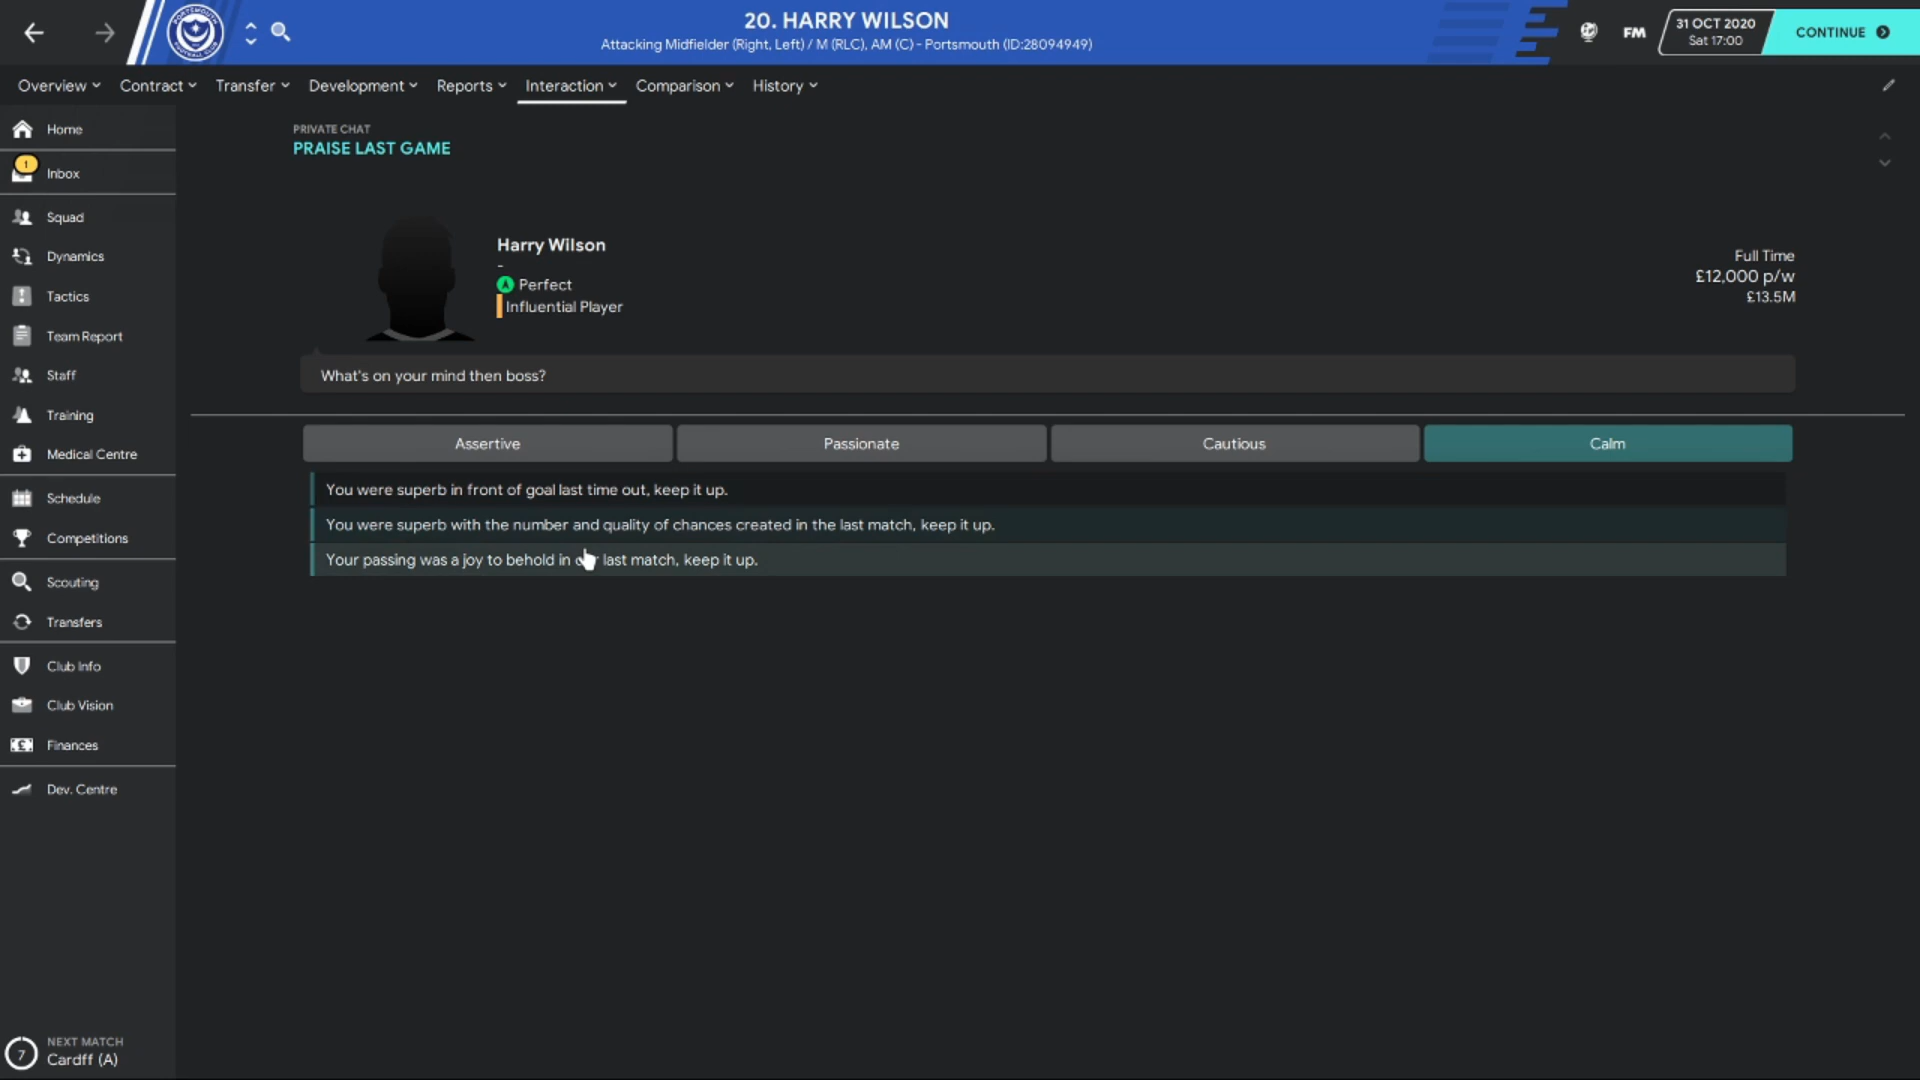 20. HARRY WILSON
Attacking Midfielder (Right, Left) / M (RLC), AM (C) - Portsmouth (ID:28094949)
FM
31 OCT 2020
Sat 17:00
CONTINUE
Overview
Contract
Transfer
Development
Reports
Interaction
Comparison
History
Home
1
Inbox
Squad
Dynamics
Tactics
Team Report
Staff
Training
Medical Centre
Schedule
Competitions
Scouting
Transfers
Club Info
Club Vision
Finances
Dev. Centre
7
NEXT MATCH
Cardiff (A)
PRIVATE CHAT
PRAISE LAST GAME
Harry Wilson
-
Perfect
Influential Player
Full Time
£12,000 p/w
£13.5M
What's on your mind then boss?
Assertive
Passionate
Cautious
Calm
You were superb in front of goal last time out, keep it up.
You were superb with the number and quality of chances created in the last match, keep it up.
Your passing was a joy to behold in last match, keep it up.